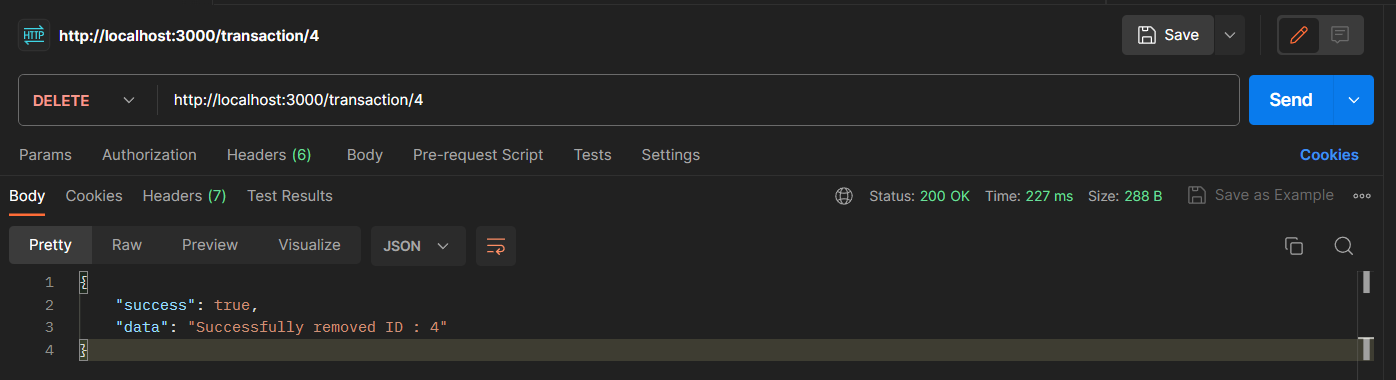 HTTP http://localhost:3000/transaction/4 Save
DELETE http://localhost:3000/transaction/4 Send
Params Authorization Headers (6) Body Pre-request Script Tests Settings Cookies
Body Cookies Headers (7) Test Results Status: 200 OK Time: 227 ms Size: 288 B Save as Example
Pretty Raw Preview Visualize JSON
1 {
2 "success": true,
3 "data": "Successfully removed ID : 4"
4 }